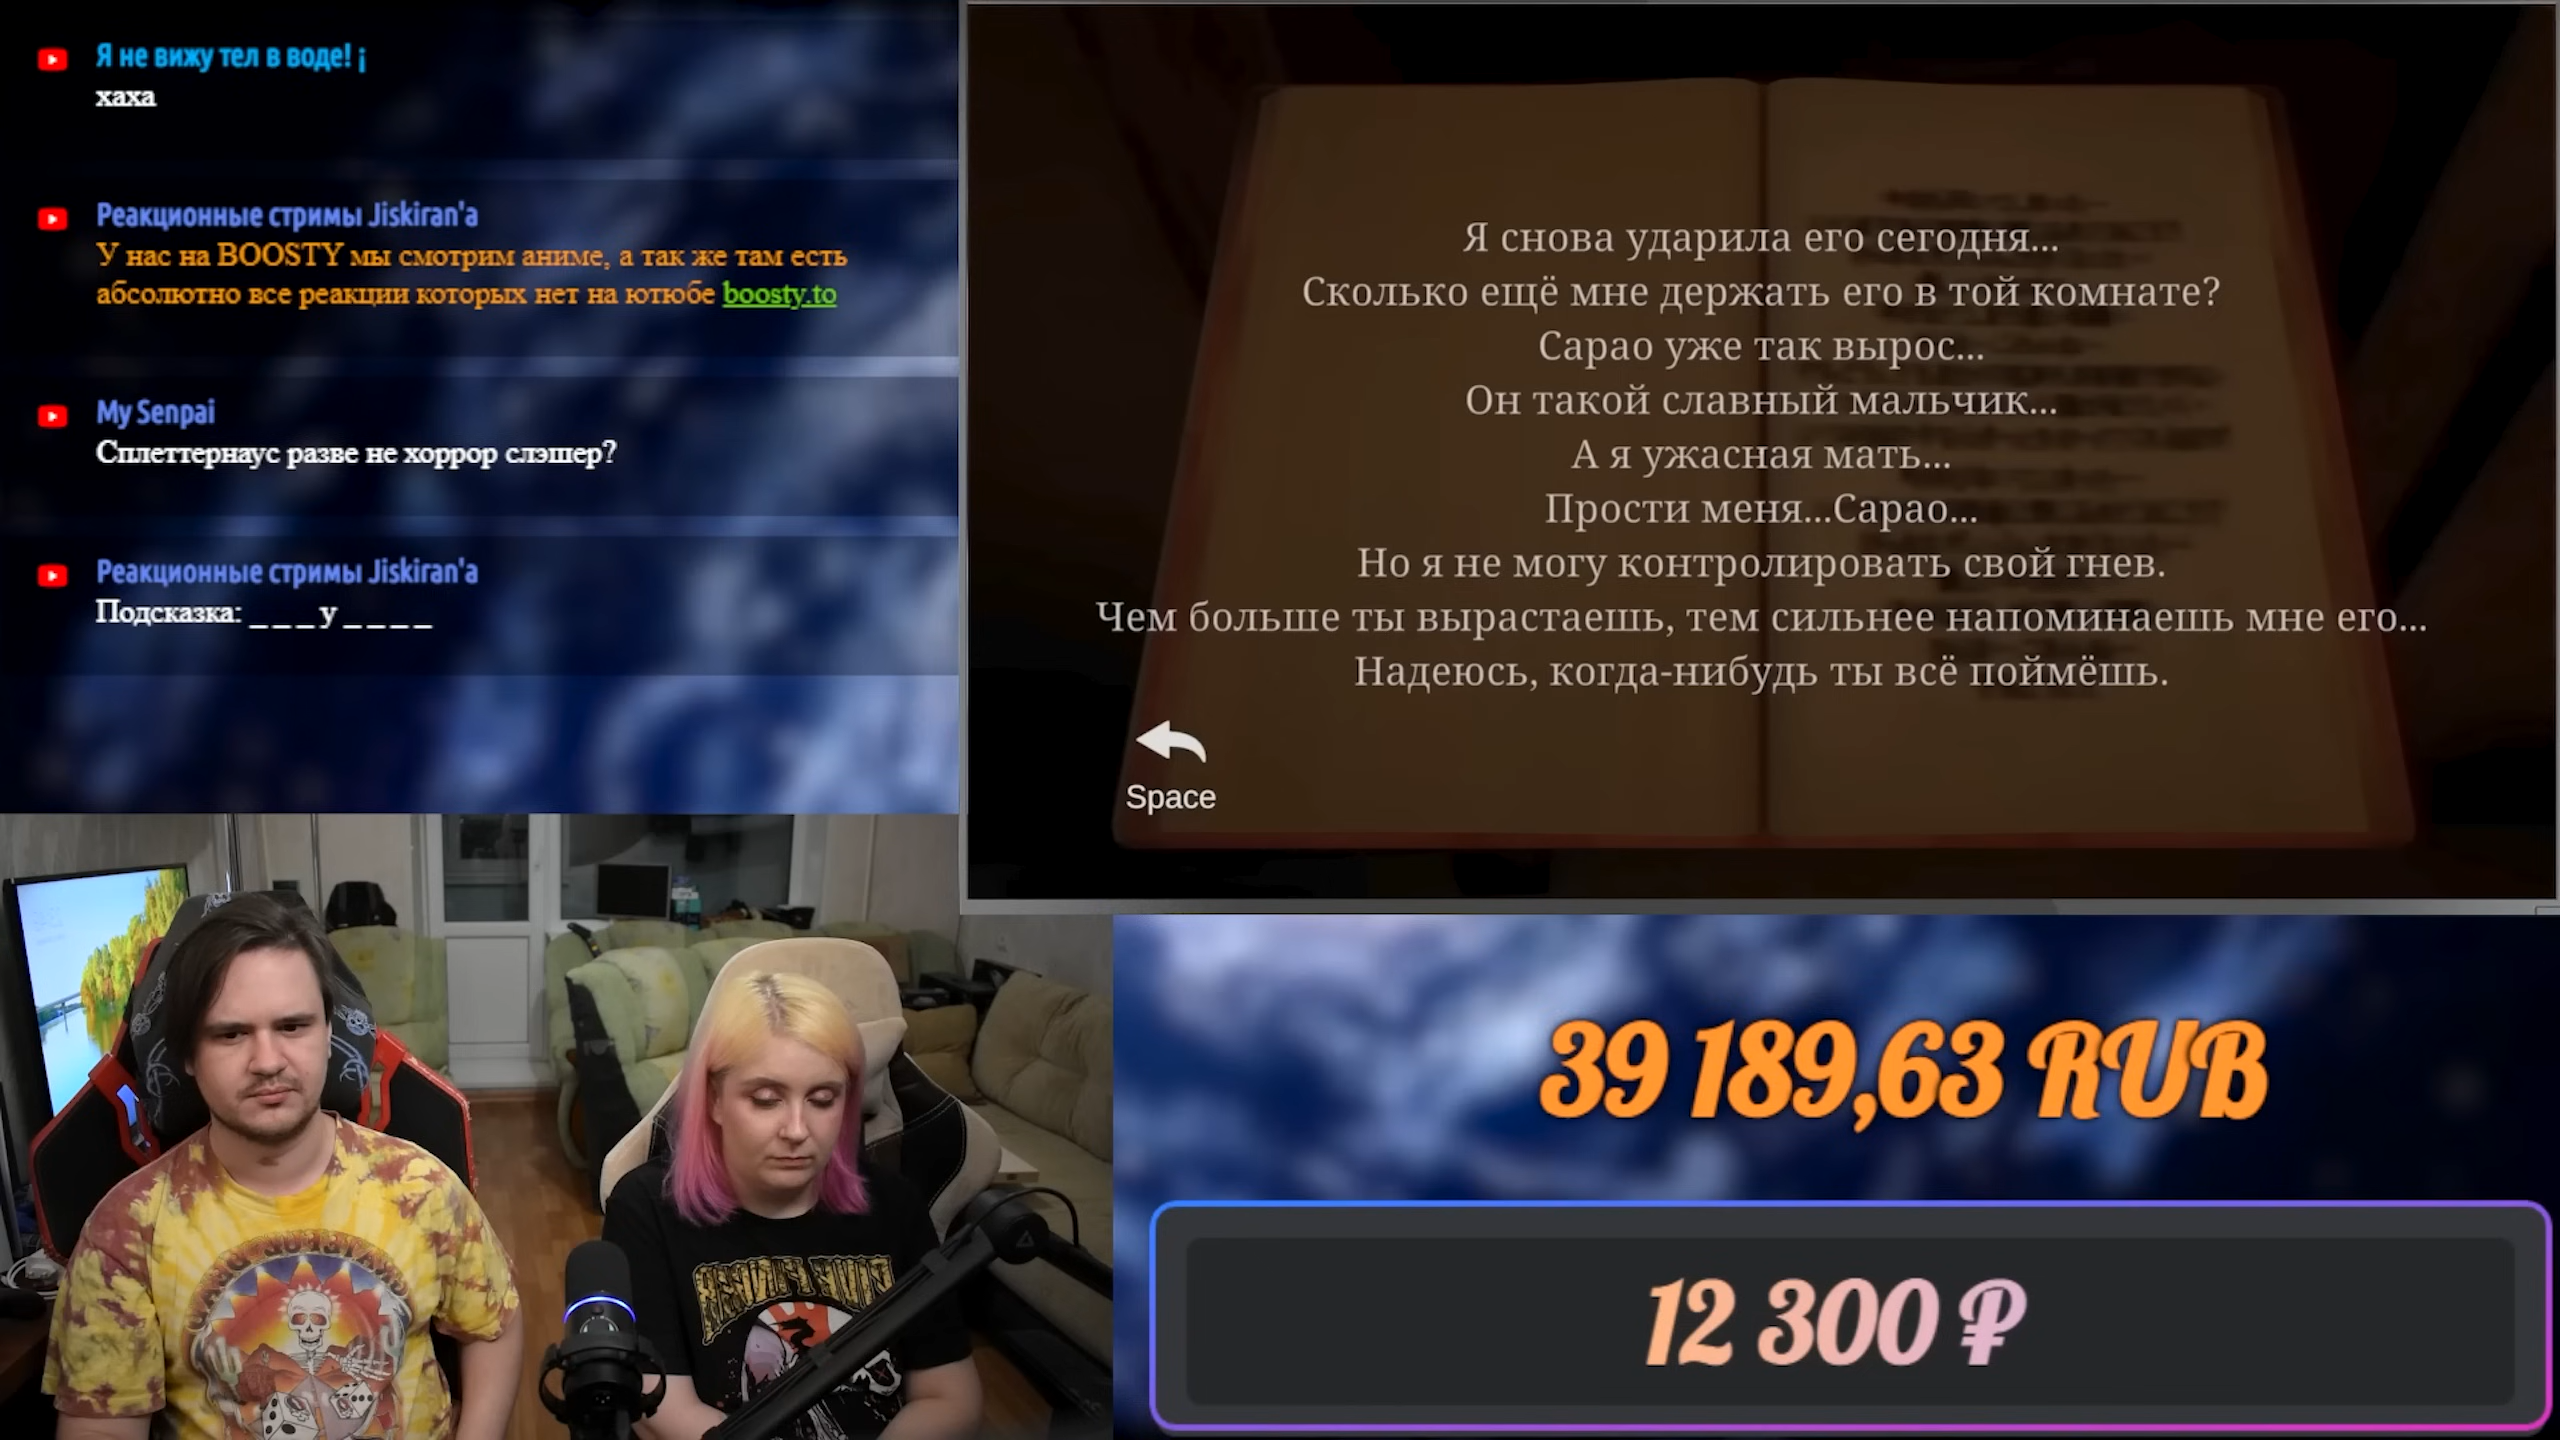 Я не вижу тел в воде! ¡
хаха
Реакционные стримы Jiskiran'a
У нас на BOOSTY мы смотрим аниме, а так же там есть
абсолютно все реакции которых нет на ютюбе boosty.to
My Senpai
Сплеттернаус разве не хоррор слэшер?
Реакционные стримы Jiskiran'a
Подсказка: _ _ _ у _ _ _ _
Я снова ударила его сегодня...
Сколько ещё мне держать его в той комнате?
Сарао уже так вырос...
Он такой славный мальчик...
А я ужасная мать...
Прости меня...Сарао...
Но я не могу контролировать свой гнев.
Чем больше ты вырастаешь, тем сильнее напоминаешь мне его...
Надеюсь, когда-нибудь ты всё поймёшь.
Space
39 189,63 RUB
12 300 ₽